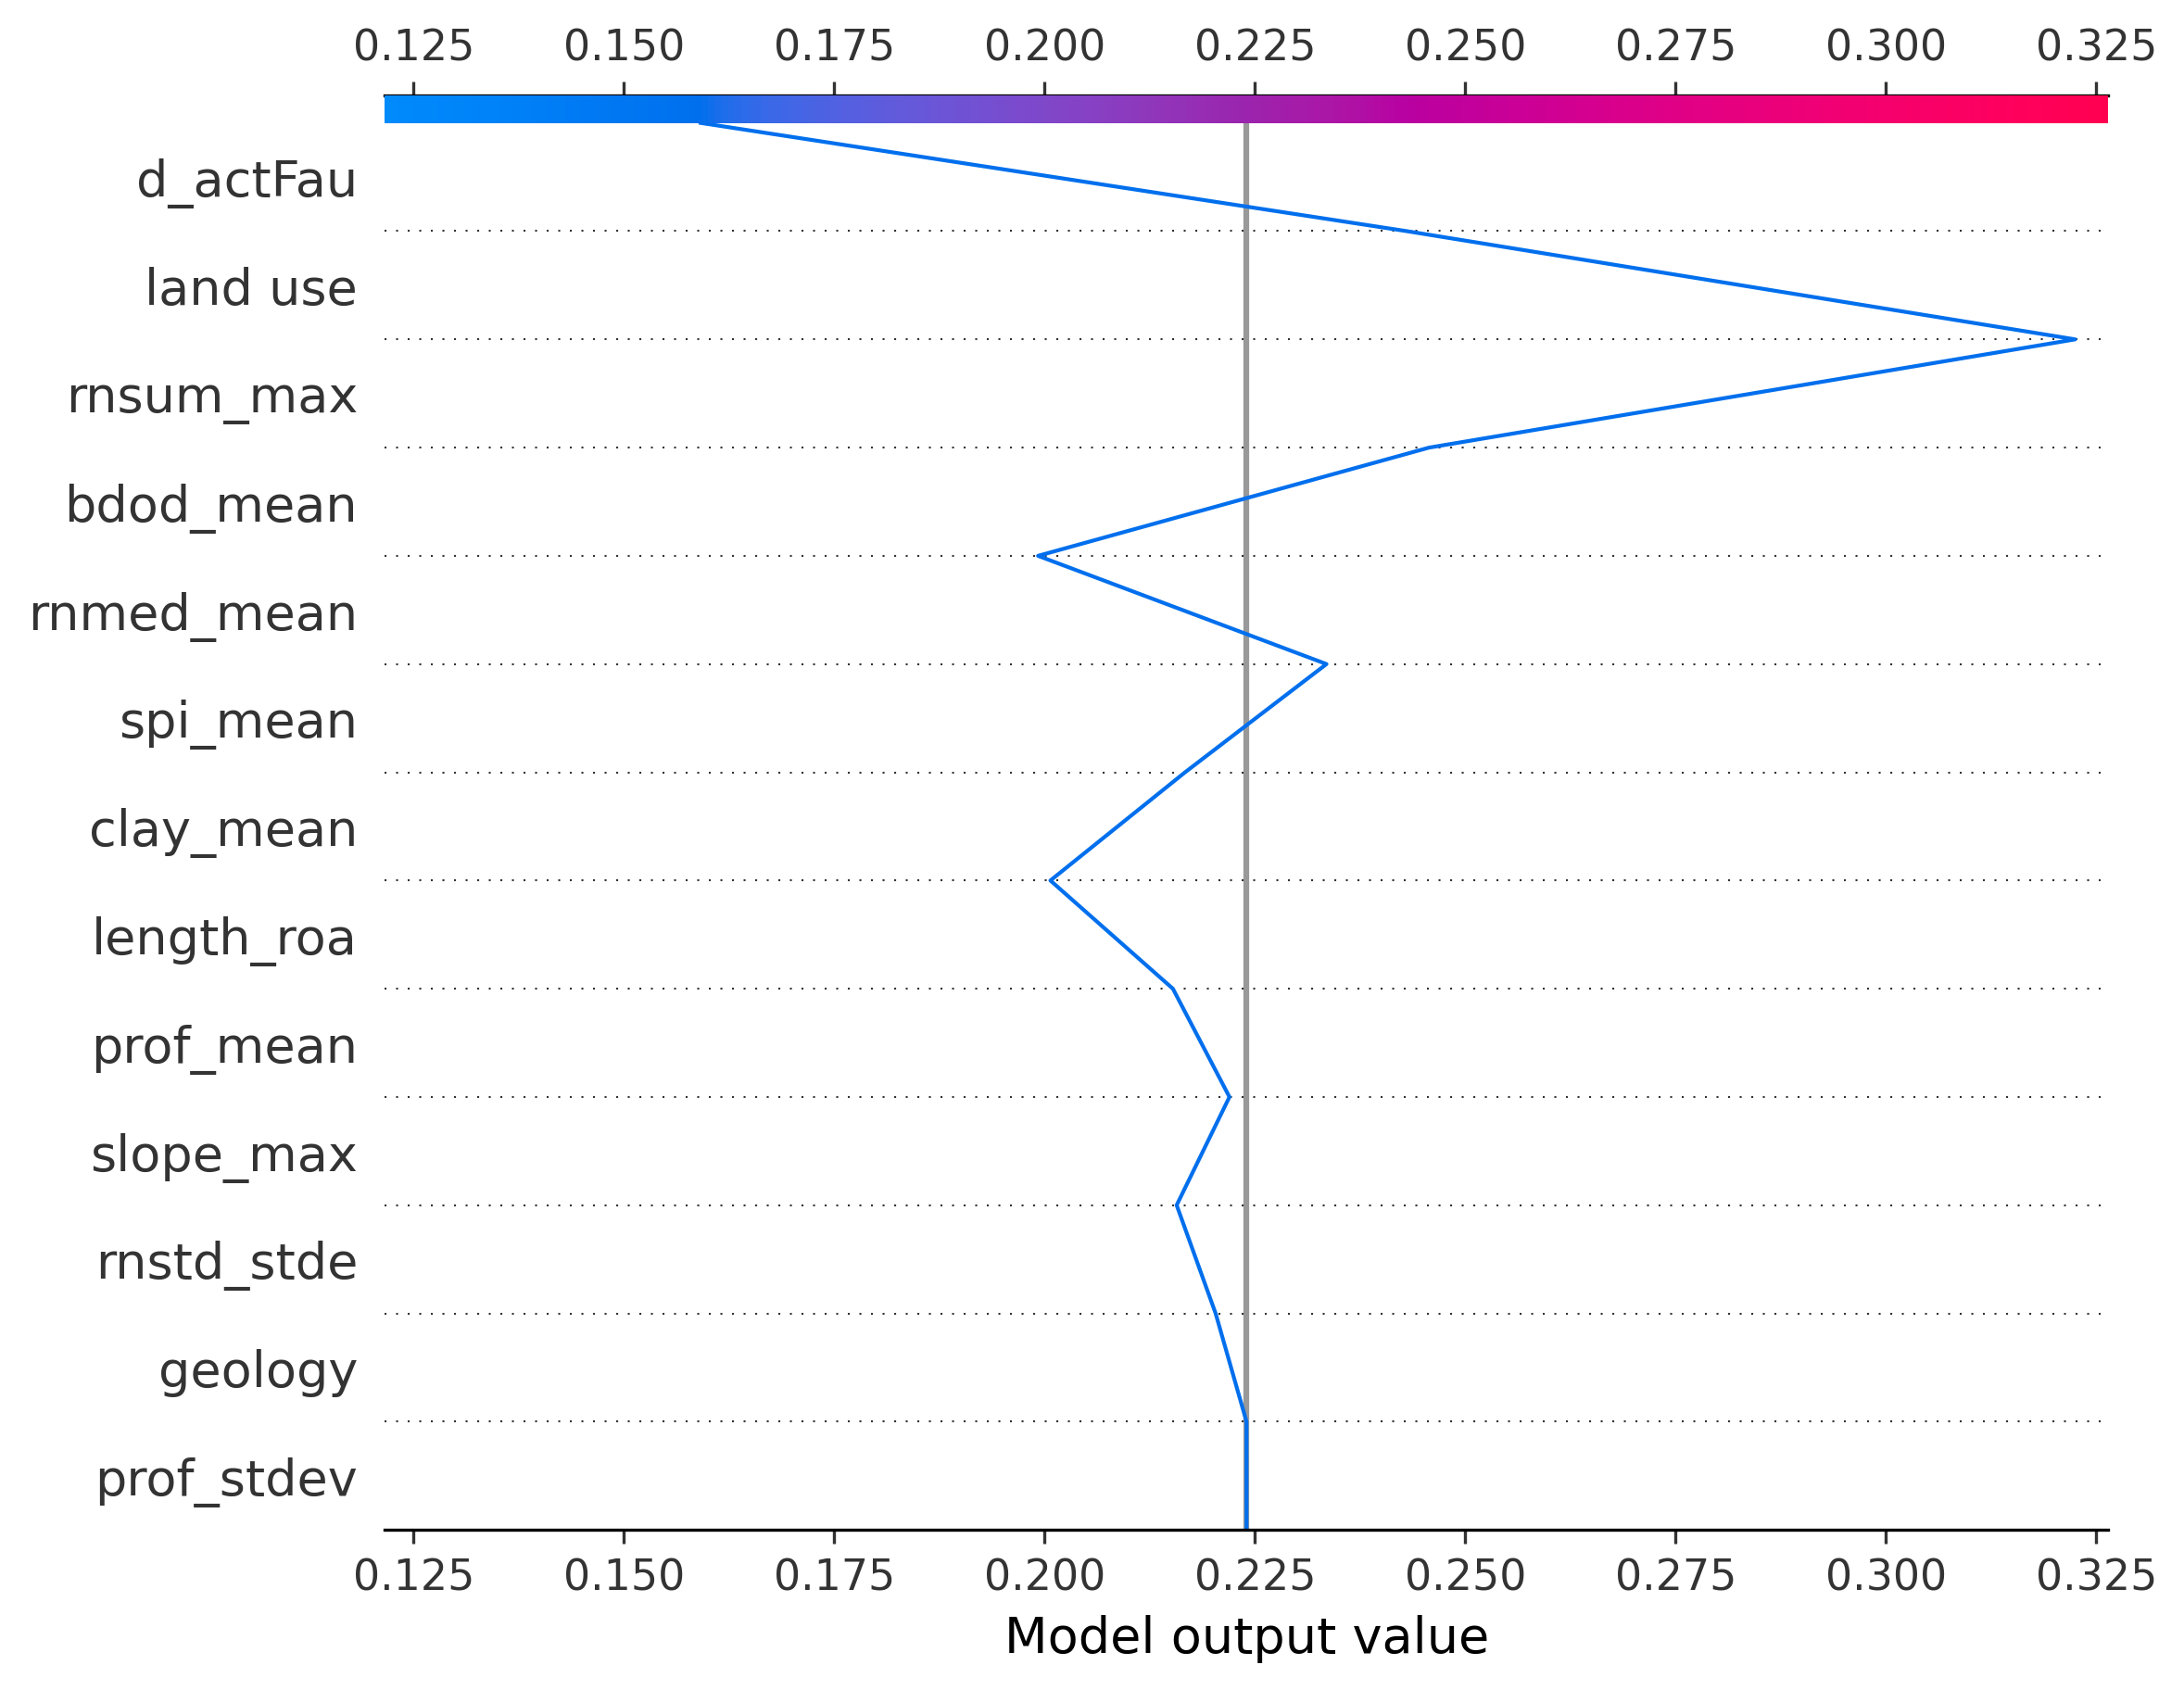 0.125 0.150 0.175 0.200 0.225 0.250 0.275 0.300 0.325
d_actFau
land use
rnsum_max
bdod_mean
rnmed_mean
spi_mean
clay_mean
length_roa
prof_mean
slope_max
rnstd_stde
geology
prof_stdev
0.125 0.150 0.175 0.200 0.225 0.250 0.275 0.300 0.325
Model output value